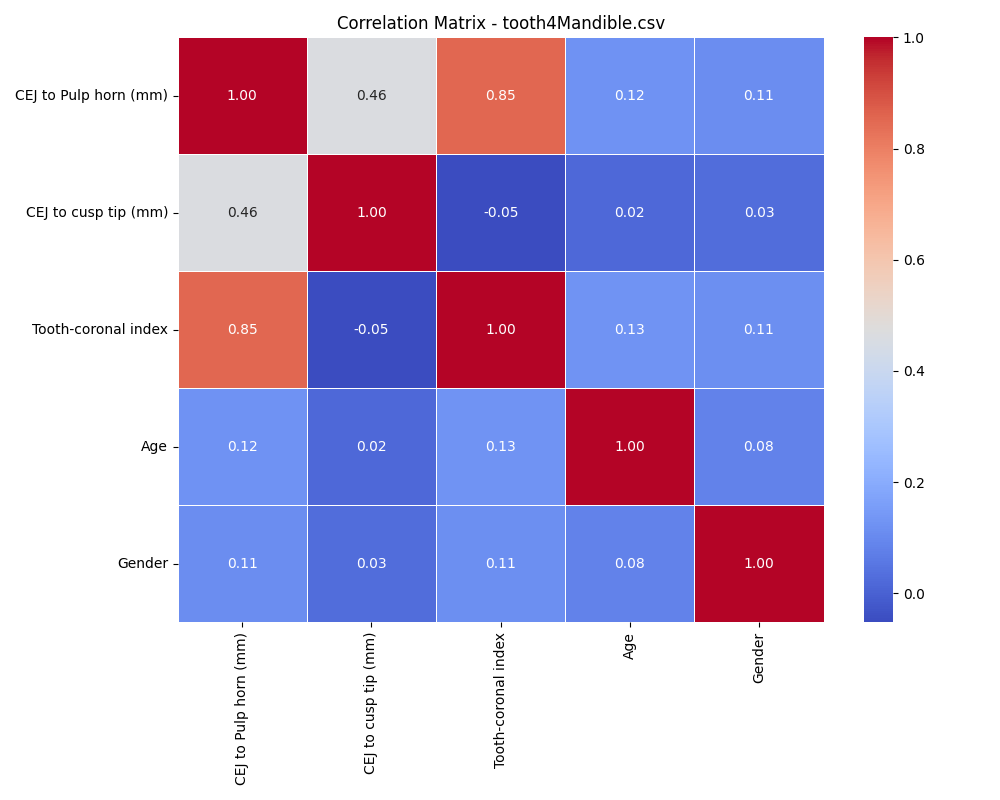 Correlation Matrix - tooth4Mandible.csv
CEJ to Pulp horn (mm) 1.00 0.46 0.85 0.12 0.11
CEJ to cusp tip (mm) 0.46 1.00 -0.05 0.02 0.03
Tooth-coronal index 0.85 -0.05 1.00 0.13 0.11
Age 0.12 0.02 0.13 1.00 0.08
Gender 0.11 0.03 0.11 0.08 1.00
CEJ to Pulp horn (mm)
CEJ to cusp tip (mm)
Tooth-coronal index
Age
Gender
1.0
0.8
0.6
0.4
0.2
0.0